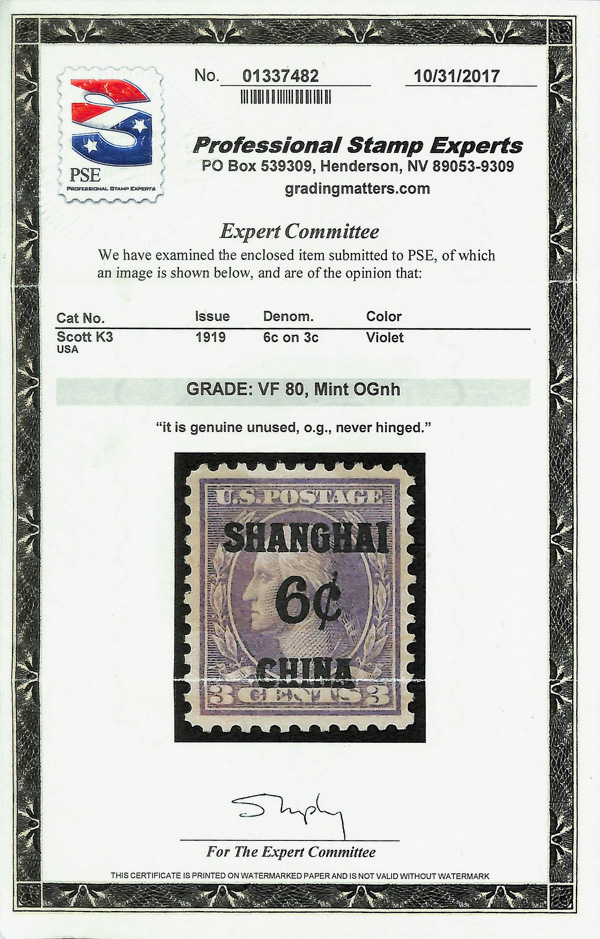 No. 01337482 10/31/2017
PSE
PROFESSIONAL STAMP EXPERTS
Professional Stamp Experts
PO Box 539309, Henderson, NV 89053-9309
gradingmatters.com
Expert Committee
We have examined the enclosed item submitted to PSE, of which
an image is shown below, and are of the opinion that:
Cat No. Issue Denom. Color
Scott K3 1919 6c on 3c Violet
USA
GRADE: VF 80, Mint OGnh
“it is genuine unused, o.g., never hinged.”
U.S. POSTAGE
SHANGHAI
6¢
CHINA
3 CENTS 3
For The Expert Committee
THIS CERTIFICATE IS PRINTED ON WATERMARKED PAPER AND IS NOT VALID WITHOUT WATERMARK